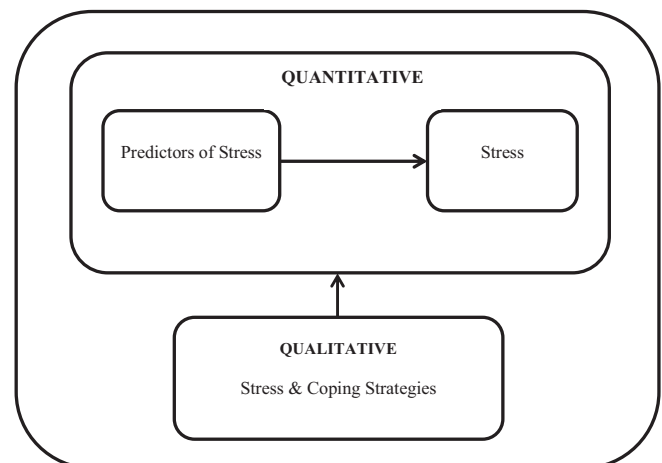 QUANTITATIVE
Predictors of Stress
Stress
QUALITATIVE
Stress & Coping Strategies